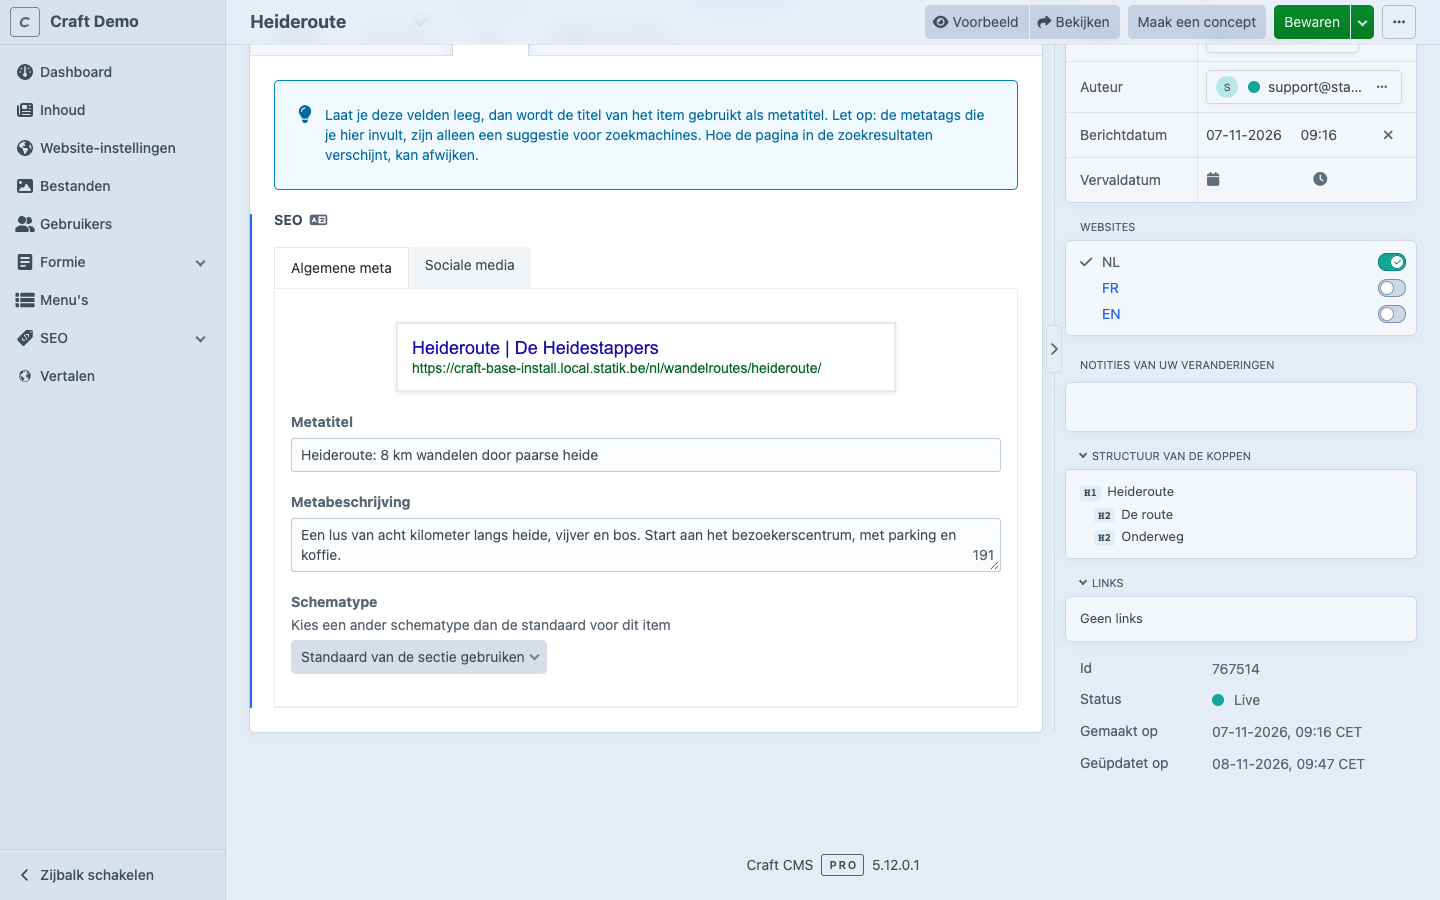 C
Craft Demo
Heideroute
Voorbeeld
Bekijken
Maak een concept
Bewaren
Dashboard
Inhoud
Website-instellingen
Bestanden
Gebruikers
Formie
Menu's
SEO
Vertalen
Zijbalk schakelen
Laat je deze velden leeg, dan wordt de titel van het item gebruikt als metatitel. Let op: de metatags die
je hier invult, zijn alleen een suggestie voor zoekmachines. Hoe de pagina in de zoekresultaten
verschijnt, kan afwijken.
SEO
Algemene meta
Sociale media
Heideroute | De Heidestappers
https://craft-base-install.local.statik.be/nl/wandelroutes/heideroute/
Metatitel
Heideroute: 8 km wandelen door paarse heide
Metabeschrijving
Een lus van acht kilometer langs heide, vijver en bos. Start aan het bezoekerscentrum, met parking en
koffie.
191
Schematype
Kies een ander schematype dan de standaard voor dit item
Standaard van de sectie gebruiken
Craft CMS PRO 5.12.0.1
Auteur
S support@sta...
Berichtdatum
07-11-2026 09:16
Vervaldatum
WEBSITES
NL
FR
EN
NOTITIES VAN UW VERANDERINGEN
STRUCTUUR VAN DE KOPPEN
H1 Heideroute
H2 De route
H2 Onderweg
LINKS
Geen links
Id 767514
Status Live
Gemaakt op 07-11-2026, 09:16 CET
Geüpdatet op 08-11-2026, 09:47 CET